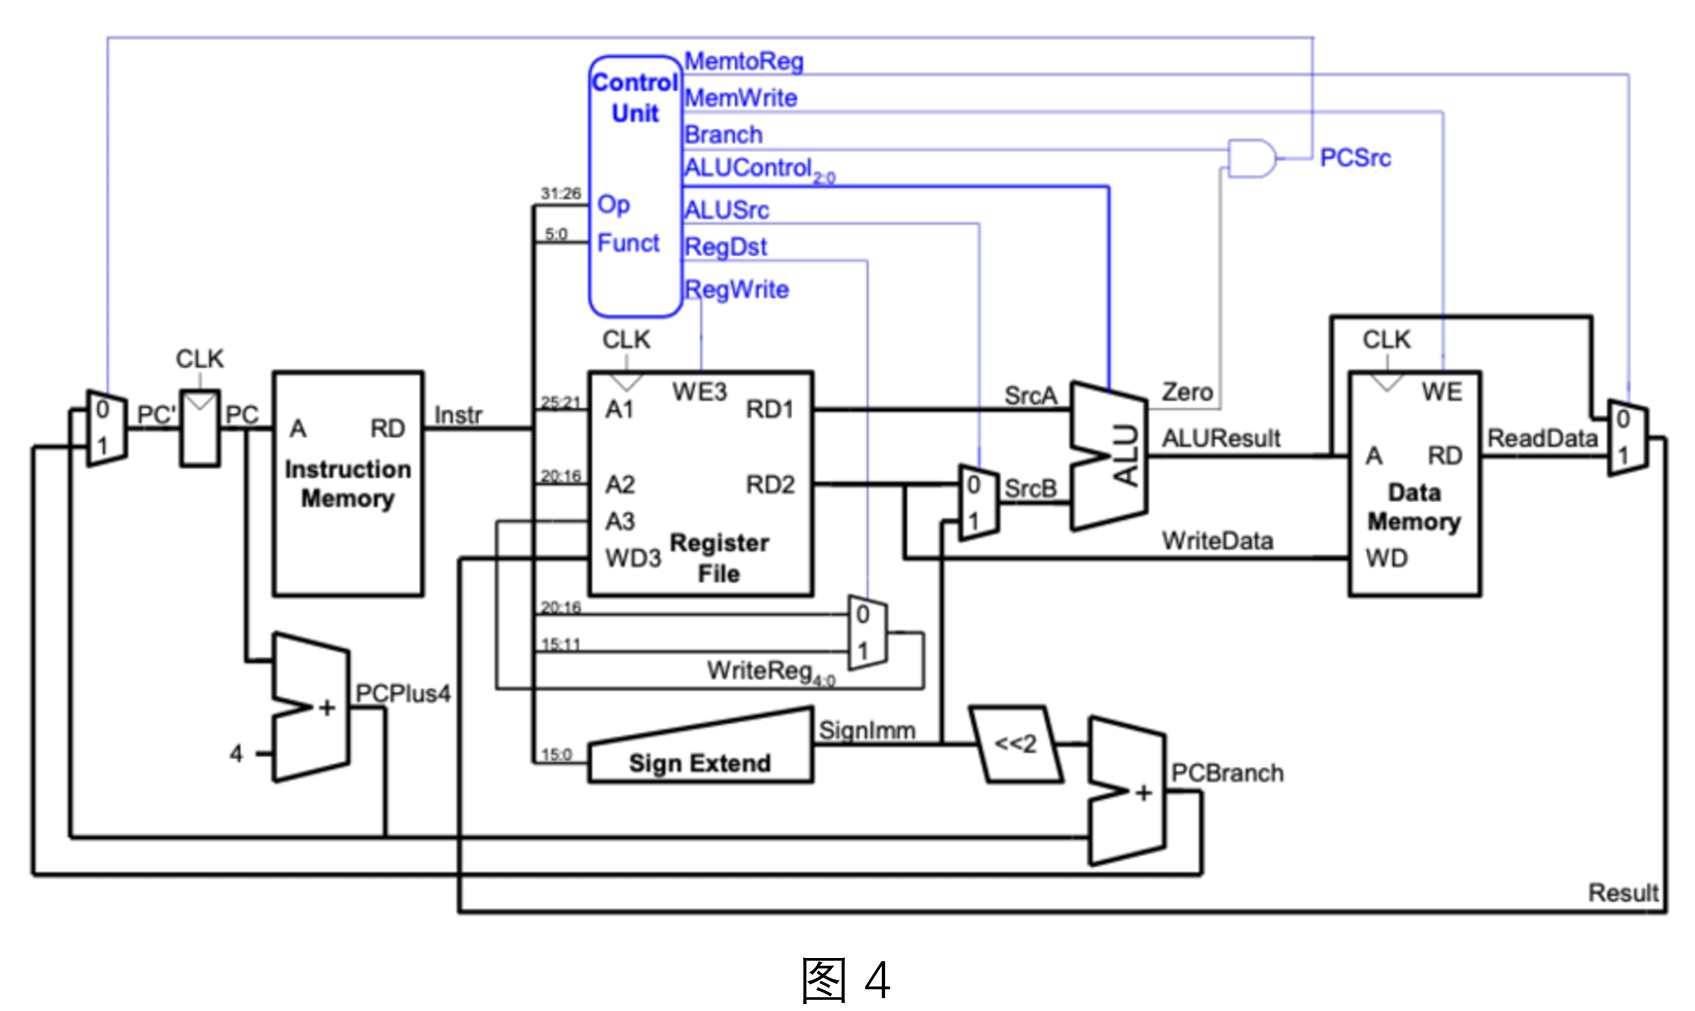 Control
Unit
MemtoReg
MemWrite
Branch
ALUControl2:0
ALUSrc
RegDst
RegWrite
PCSrc
31:26
Op
5:0
Funct
CLK
CLK
CLK
0
1
PC'
PC
A
RD
Instruction
Memory
Instr
25:21
A1
WE3
RD1
20:16
A2
RD2
A3
WD3
Register
File
20:16
15:11
0
1
WriteReg4:0
15:0
Sign Extend
SignImm
<<2
SrcA
0
1
SrcB
ALU
Zero
ALUResult
WriteData
A
RD
WE
Data
Memory
WD
ReadData
0
1
4
+
PCPlus4
+
PCBranch
Result
图 4